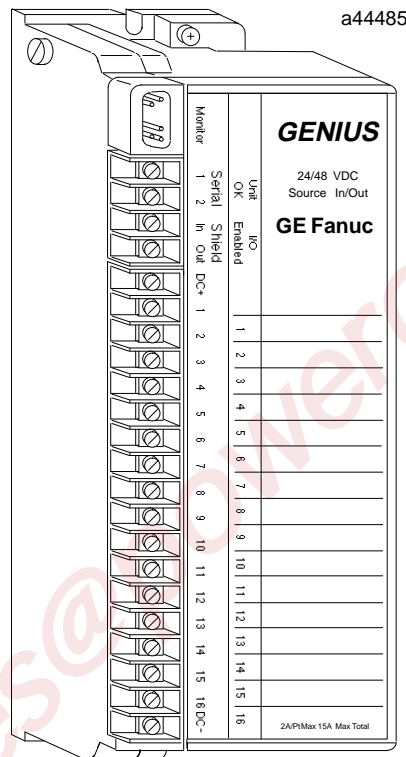 a44485
GENIUS
24/48 VDC
Source In/Out
GE Fanuc
Monitor
Serial Shield
1 2 In Out DC+ 1 2 3 4 5 6 7 8 9 10 11 12 13 14 15 16 DC-
Unit I/O
OK Enabled
1
2
3
4
5
6
7
8
9
10
11
12
13
14
15
16
2A/PtMax 15A Max Total